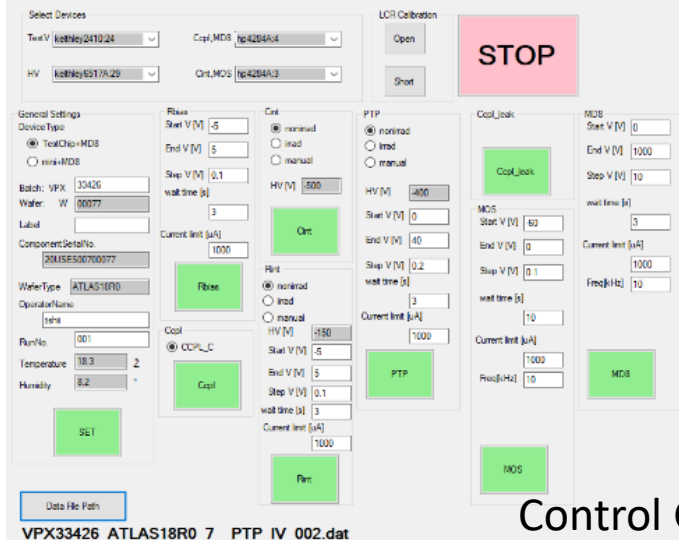 Select Devices
TestV keithley2410:24
Ccpl,MD8 hp4284A:4
HV keithley6517A:29
Cint,MOS hp4284A:3
LCR Calibration
Open
Short
STOP
General Settings
DeviceType
TestChip+MD8
mini+MD8
Batch: VPX 33426
Wafer: W 00077
Label
ComponentSerialNo.
20USES00700077
WaferType ATLAS18R0
OperatorName
RunNo. 001
Temperature 18.3
Humidity 8.2
SET
Rbias
Start V [V] -5
End V [V] 5
Step V [V] 0.1
wait time [s]
3
Current limit [uA]
1000
Rbias
Ccpl
CCPL_C
Ccpl
Cint
nonirrad
irrad
manual
HV [V] -500
Cint
Rint
nonirrad
irrad
manual
HV [V] -150
Start V [V] -5
End V [V] 5
Step V [V] 0.1
wait time [s] 3
Current limit [uA]
1000
Rint
PTP
nonirrad
irrad
manual
HV [V] -400
Start V [V] 0
End V [V] 40
Step V [V] 0.2
wait time [s]
3
Current limit [uA]
1000
PTP
Ccpl_leak
Ccpl_leak
MOS
Start V [V] -60
End V [V] 0
Step V [V] 0.1
wait time [s]
10
Current limit [uA]
1000
Freq[kHz] 10
MOS
MD8
Start V [V] 0
End V [V] 1000
Step V [V] 10
wait time [s]
3
Current limit [uA]
1000
Freq[kHz] 10
MD8
Data File Path
VPX33426_ATLAS18R0_7__PTP_IV_002.dat
Control